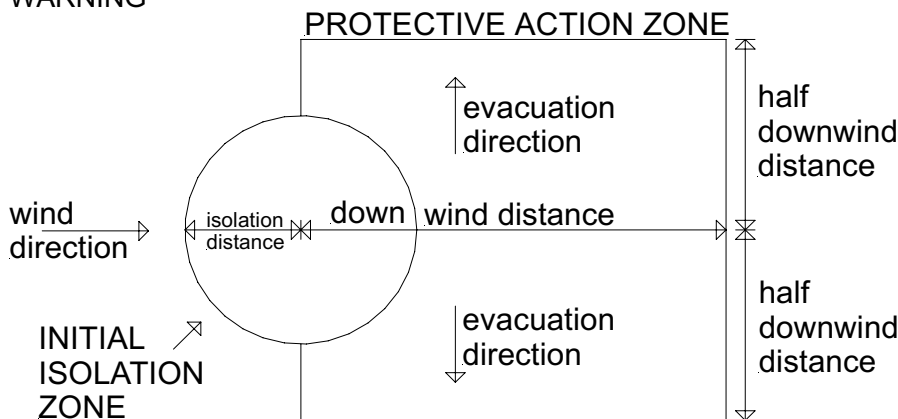 WARNING
PROTECTIVE ACTION ZONE
evacuation
direction
half
downwind
distance
wind
direction
isolation
distance
down wind distance
evacuation
direction
half
downwind
distance
INITIAL
ISOLATION
ZONE